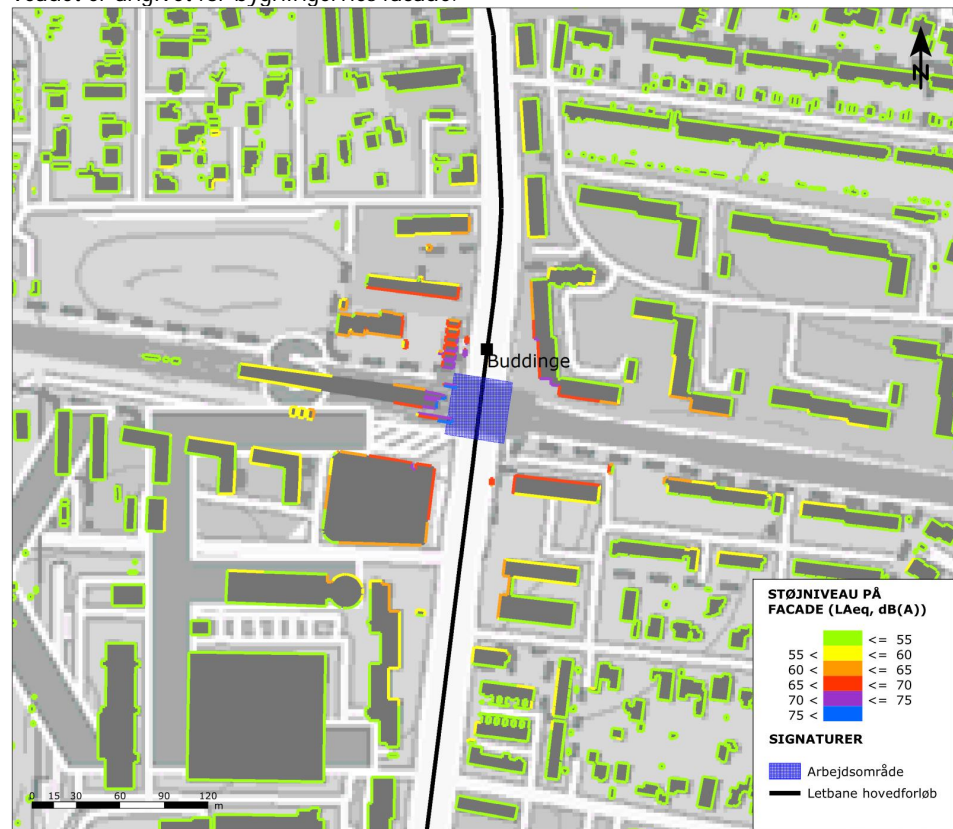 N
Buddinge
STØJNIVEAU PÅ
FACADE (LAeq, dB(A))
<= 55
55 < <= 60
60 < <= 65
65 < <= 70
70 < <= 75
75 <
SIGNATURER
Arbejdsområde
Letbane hovedforløb
0 15 30 60 90 120
m